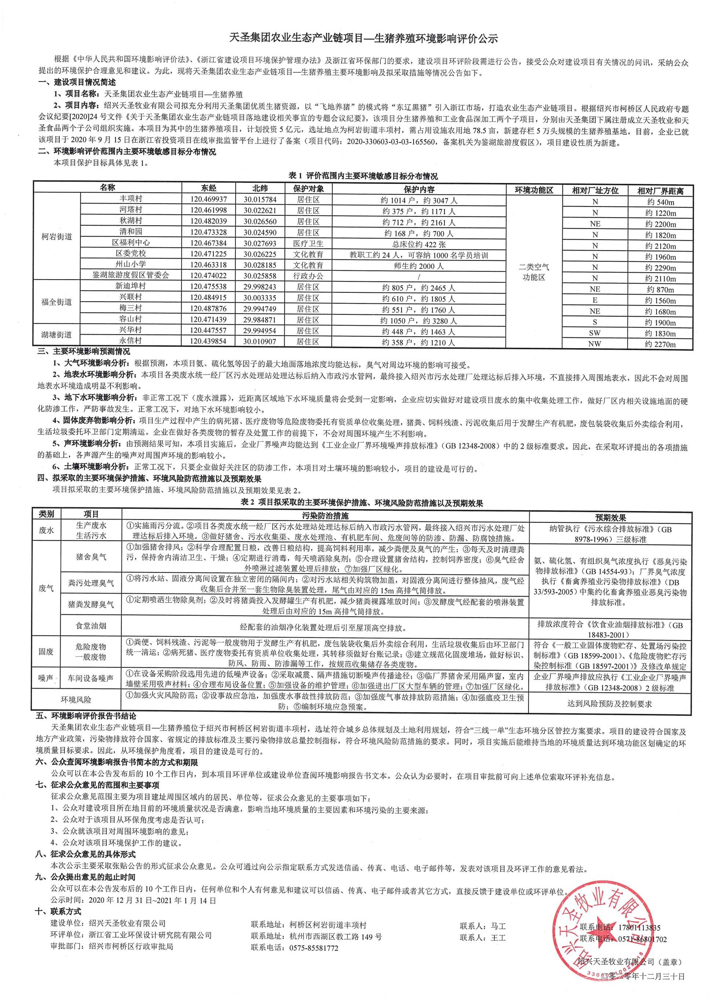 天圣集团农业生态产业链项目—生猪养殖环境影响评价公示
根据《中华人民共和国环境影响评价法》、《浙江省建设项目环境保护管理办法》及浙江省环保部门的要求，建设项目环评阶段需进行公告，接受公众对建设项目有关情况的问讯，采纳公众
提出的环境保护合理意见和建议。为此，现将天圣集团农业生态产业链项目—生猪养殖主要环境影响及拟采取措施等情况公告如下。
一、建设项目情况简述
1、项目名称：天圣集团农业生态产业链项目—生猪养殖
2、项目内容：绍兴天圣牧业有限公司拟充分利用天圣集团优质生猪资源，以“飞地养猪”的模式将“东辽黑猪”引入浙江市场，打造农业生态产业链项目。根据绍兴市柯桥区人民政府专题
会议纪要[2020]24 号文件《关于天圣集团农业生态产业链项目落地建设相关事宜的专题会议纪要》，该项目分生猪养殖和工业食品深加工两个子项目，分别由天圣集团下属注册成立天圣牧业和天
圣食品两个子公司组织实施。本项目为其中的生猪养殖项目，计划投资 5 亿元，选址地点为柯岩街道丰项村，需占用设施农用地 78.5 亩，新建存栏 5 万头规模的生猪养殖基地。目前，企业已就
该项目于 2020 年 9 月 15 日在浙江省投资项目在线审批监管平台上进行了备案（项目代码：2020-330603-03-03-165560，备案机关为鉴湖旅游度假区），项目建设性质为新建。
二、环境影响评价范围内主要环境敏感目标分布情况
本项目保护目标具体见表 1。
表 1 评价范围内主要环境敏感目标分布情况
名称 东经 北纬 保护对象 保护内容 环境功能区 相对厂址方位 相对厂界距离
柯岩街道 丰项村 120.469937 30.015784 居住区 约 1014 户，约 3047 人 二类空气功能区 N 约 540m
河塔村 120.461998 30.022621 居住区 约 375 户，约 1171 人 N 约 1220m
秋湖村 120.482039 30.026560 居住区 约 712 户，约 2161 人 NE 约 2200m
清和园 120.473328 30.024590 居住区 约 168 户，约 700 人 N 约 1820m
区福利中心 120.467384 30.027693 医疗卫生 总床位约 422 张 N 约 2120m
区委党校 120.471225 30.026225 文化教育 教职工约 24 人，可容纳 1000 名学员培训 N 约 1960m
州山小学 120.463318 30.028185 文化教育 师生约 2000 人 N 约 2290m
鉴湖旅游度假区管委会 120.474022 30.025858 行政办公 / N 约 2110m
福全街道 新迪埠村 120.475538 29.998243 居住区 约 805 户，约 2465 人 NE 约 870m
兴联村 120.484915 30.003335 居住区 约 610 户，约 1805 人 E 约 1560m
梅三村 120.487876 29.994749 居住区 约 551 户，约 1760 人 NE 约 1680m
容山村 120.471439 29.984871 居住区 约 1050 户，约 3280 人 S 约 1900m
湖塘街道 兴华村 120.447557 29.994954 居住区 约 448 户，约 1463 人 SW 约 1830m
永信村 120.439854 30.010907 居住区 约 358 户，约 1210 人 NW 约 2270m
三、主要环境影响预测情况
1、大气环境影响分析：根据预测，本项目氨、硫化氢等因子的最大地面落地浓度均能达标，臭气对周边环境的影响可接受。
2、地表水环境影响分析：本项目各类废水统一经厂区污水处理站处理达标后纳入市政污水管网，最终接入绍兴市污水处理厂处理达标后排入环境，不直接排入周围地表水，因此不会对周围
地表水环境造成明显不利影响。
3、地下水环境影响分析：非正常工况下（废水泄露），近距离区域地下水环境质量将会受到一定影响，企业应切实做好对建设项目废水的集中收集处理工作，做好厂区内相关设施地面的硬
化防渗工作，严防事故发生。正常工况下，对地下水环境影响较小。
4、固体废弃物影响分析：项目生产过程中产生的病死猪、医疗废物等危险废物委托有资质单位收集处理，猪粪、饲料残渣、污泥收集后用于发酵生产有机肥，废包装袋收集后外卖综合利用，
生活垃圾委托环卫部门定期清运。企业在做好各类废物的暂存及处置工作的前提下，不会对周围环境产生不利影响。
5、声环境影响分析：由预测结果可知，本项目实施后，企业厂界噪声均能达到《工业企业厂界环境噪声排放标准》（GB 12348-2008）中的 2 级标准要求。因此，在采取环评提出的各项措施
的基础上，各声源产生的噪声对周围声环境的影响较小。
6、土壤环境影响分析：正常工况下，只要企业做好关注区的防渗工作，本项目对土壤环境的影响较小，项目的建设是可行的。
四、拟采取的主要环境保护措施、环境风险防范措施以及预期效果
项目拟采取的主要环境保护措施、环境风险防范措施以及预期效果见表 2。
表 2 项目拟采取的主要环境保护措施、环境风险防范措施以及预期效果
类别 项目 污染防治措施 预期效果
废水 生产废水
生活污水
①实施雨污分流。②项目各类废水统一经厂区污水处理站处理达标后纳入市政污水管网，最终接入绍兴市污水处理厂处
理达标后排入环境。③做好猪舍、污水收集渠、废水处理池、有机肥车间、危废间等的防渗、防漏、防腐蚀措施。
纳管执行《污水综合排放标准》（GB
8978-1996）三级标准
废气 猪舍臭气
①加强猪舍排风；②科学合理配置日粮，改善日粮结构，提高饲料利用率，减少粪便及臭气的产生；③每天及时清理粪
污，保持舍内清洁卫生、干燥；④定期进行消毒，每天喷洒除臭剂；⑤合理设置猪舍结构，控制饲养密度；⑥臭气经舍
外喷淋过滤装置处理后排放；⑦加强厂区绿化。
氨、硫化氢、有组织臭气浓度执行《恶臭污染
物排放标准》（GB 14554-93）；厂界臭气浓度
执行《畜禽养殖业污染物排放标准》（DB
33/593-2005）中集约化畜禽养殖业恶臭污染物
排放标准。
粪污处理臭气
①将污水站、固液分离间设置在独立密闭的隔间内；②对污水站相关构筑物加盖，对固液分离间进行整体抽风，废气经
收集后合并至一套生物除臭装置处理，尾气由对应的 15m 高排气筒排放。
猪粪发酵臭气
①定期喷洒生物除臭剂；②及时将猪粪投入发酵罐生产有机肥，减少猪粪裸露堆放时间；③发酵废气经配套的喷淋装置
处理后由对应的 15m 高排气筒排放。
食堂油烟 经配套的油烟净化装置处理后引至屋顶高空排放。
排放浓度符合《饮食业油烟排放标准》（GB
18483-2001）
固废 危险废物
一般废物
①粪便、饲料残渣、污泥等一般废物用于发酵生产有机肥，废包装袋收集后外卖综合利用，生活垃圾收集后由环卫部门
统一清运；②病死猪、医疗废物委托有资质单位收集处理，其转移须做好台账记录；③建立规范化固废堆场，做好标识、
防风、防雨、防渗漏等工作，按规范收集储存各类废物。
符合《一般工业固体废物贮存、处置场污染控
制标准》（GB 18599-2001）、《危险废物贮存污
染控制标准（GB 18597-2001）》及修改单规定
噪声 车间设备噪声
①在设备采购阶段选用先进的低噪声设备；②采取减震、隔声措施切断噪声传播途径；③临厂界猪舍采用隔声窗，室内
墙壁采用吸声材料；④合理布局设备位置；⑤加强设备的维护管理；⑥加强进出厂区大型车辆的管理；⑦加强厂区绿化。
企业厂界噪声排放应执行《工业企业厂界噪声
排放标准》（GB 12348-2008）2 级标准
环境风险
①加强火灾风险防范；②设事故应急池，加强废水事故性排放防范；③加强废气事故排放防范措施；④加强瘟疫卫生预
防；⑤编制环境应急预案。
达到风险预防及控制要求
五、环境影响评价报告书结论
天圣集团农业生态产业链项目—生猪养殖位于绍兴市柯桥区柯岩街道丰项村，选址符合城乡总体规划及土地利用规划，符合“三线一单”生态环境分区管控方案要求。项目的建设符合国家及
地方产业政策，污染物排放符合国家、省规定的排放标准及主要污染物排放总量控制指标，符合环境风险防范措施的要求。同时，项目实施后能维持当地的环境质量达到环境功能区划确定的环
境质量目标要求。因此，从环境保护角度看，项目的建设是可行的。
六、公众查阅环境影响报告书简本的方式和期限
公众可以在本公告发布后的 10 个工作日内，到本项目环评单位或建设单位查阅环境影响报告书文本。公众认为必要时，在项目审批前可向上述单位索取环评补充信息。
七、征求公众意见的范围和主要事项
征求公众意见范围主要为项目建址周围区域内的居民、单位等，征求公众意见的主要事项如下：
1、公众对建设项目所在地目前的环境质量状况是否满意，影响当地环境质量的主要因素和环境污染的主要来源；
2、公众对于该项目从环保角度考虑是否认可；
3、公众就该项目对周围环境影响的意见；
4、公众对该项目环境保护工作的建议。
八、征求公众意见的具体形式
本次公示主要采取张贴公告的形式征求公众意见。公众可通过向公示指定联系方式发送信函、传真、电话、电子邮件等，发表对该项目及环评工作的意见看法。
九、公众提出意见的起止时间
公众可以在本公告发布后的 10 个工作日内，任何单位和个人有何意见和建议可以信函、传真、电子邮件或者其它方式，直接反馈于建设单位或环评单位。
公示时间：2020 年 12 月 31 日~2021 年 1 月 14 日
十、联系方式
建设单位：绍兴天圣牧业有限公司 联系地址：柯桥区柯岩街道丰项村 联系人：马工 联系电话：17801113835
环评单位：浙江省工业环保设计研究院有限公司 联系地址：杭州市西湖区教工路 149 号 联系人：王工 联系电话：0571-86801702
审批部门：绍兴市柯桥区行政审批局 联系电话：0575-85581772
绍兴天圣牧业有限公司
绍兴天圣牧业有限公司（盖章）
二零二零年十二月三十日